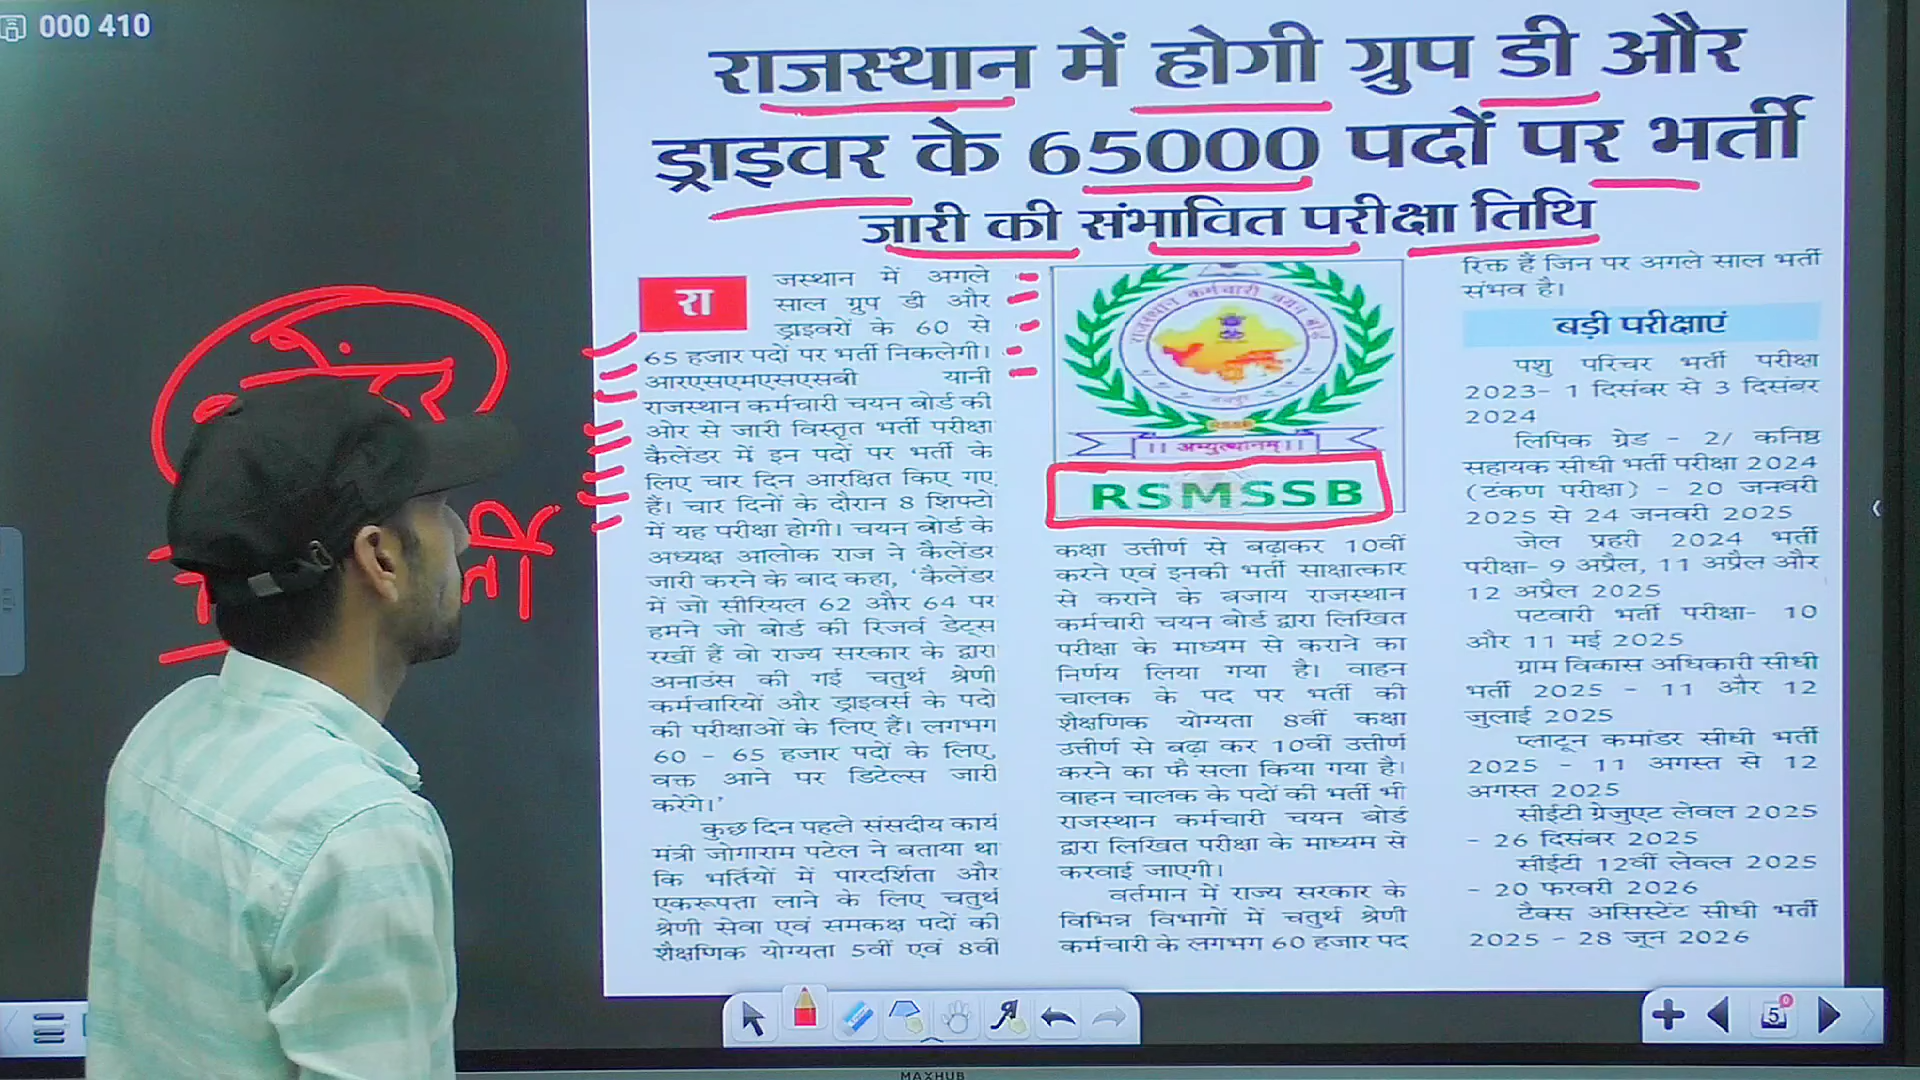 000 410
राजस्थान में होगी ग्रुप डी और
ड्राइवर के 65000 पदों पर भर्ती
जारी की संभावित परीक्षा तिथि
रा
जस्थान में अगले
साल ग्रुप डी और
ड्राइवरों के 60 से
65 हजार पदों पर भर्ती निकलेगी।
आरएसएमएसएसबी यानी
राजस्थान कर्मचारी चयन बोर्ड की
ओर से जारी विस्तृत भर्ती परीक्षा
कैलेंडर में इन पदों पर भर्ती के
लिए चार दिन आरक्षित किए गए
हैं। चार दिनों के दौरान 8 शिफ्टों
में यह परीक्षा होगी। चयन बोर्ड के
अध्यक्ष आलोक राज ने कैलेंडर
जारी करने के बाद कहा, 'कैलेंडर
में जो सीरियल 62 और 64 पर
हमने जो बोर्ड की रिजर्व डेट्स
रखीं हैं वो राज्य सरकार के द्वारा
अनाउंस की गई चतुर्थ श्रेणी
कर्मचारियों और ड्राइवर्स के पदों
की परीक्षाओं के लिए हैं। लगभग
60 - 65 हजार पदों के लिए,
वक्त आने पर डिटेल्स जारी
करेंगे।'
कुछ दिन पहले संसदीय कार्य
मंत्री जोगाराम पटेल ने बताया था
कि भर्तियों में पारदर्शिता और
एकरूपता लाने के लिए चतुर्थ
श्रेणी सेवा एवं समकक्ष पदों की
शैक्षणिक योग्यता 5वीं एवं 8वीं
राजस्थान कर्मचारी चयन बोर्ड
जयपुर
RSSB
।। अभ्युत्थानम् ।।
RSMSSB
कक्षा उत्तीर्ण से बढ़ाकर 10वीं
करने एवं इनकी भर्ती साक्षात्कार
से कराने के बजाय राजस्थान
कर्मचारी चयन बोर्ड द्वारा लिखित
परीक्षा के माध्यम से कराने का
निर्णय लिया गया है। वाहन
चालक के पद पर भर्ती की
शैक्षणिक योग्यता 8वीं कक्षा
उत्तीर्ण से बढ़ा कर 10वीं उत्तीर्ण
करने का फै सला किया गया है।
वाहन चालक के पदों की भर्ती भी
राजस्थान कर्मचारी चयन बोर्ड
द्वारा लिखित परीक्षा के माध्यम से
करवाई जाएगी।
वर्तमान में राज्य सरकार के
विभिन्न विभागों में चतुर्थ श्रेणी
कर्मचारी के लगभग 60 हजार पद
रिक्त हैं जिन पर अगले साल भर्ती
संभव है।
बड़ी परीक्षाएं
पशु परिचर भर्ती परीक्षा
2023- 1 दिसंबर से 3 दिसंबर
2024
लिपिक ग्रेड - 2/ कनिष्ठ
सहायक सीधी भर्ती परीक्षा 2024
(टंकण परीक्षा) - 20 जनवरी
2025 से 24 जनवरी 2025
जेल प्रहरी 2024 भर्ती
परीक्षा- 9 अप्रैल, 11 अप्रैल और
12 अप्रैल 2025
पटवारी भर्ती परीक्षा- 10
और 11 मई 2025
ग्राम विकास अधिकारी सीधी
भर्ती 2025 - 11 और 12
जुलाई 2025
प्लाटून कमांडर सीधी भर्ती
2025 - 11 अगस्त से 12
अगस्त 2025
सीईटी ग्रेजुएट लेवल 2025
- 26 दिसंबर 2025
सीईटी 12वीं लेवल 2025
- 20 फरवरी 2026
टैक्स असिस्टेंट सीधी भर्ती
2025 - 28 जून 2026
5
0
MAXHUB